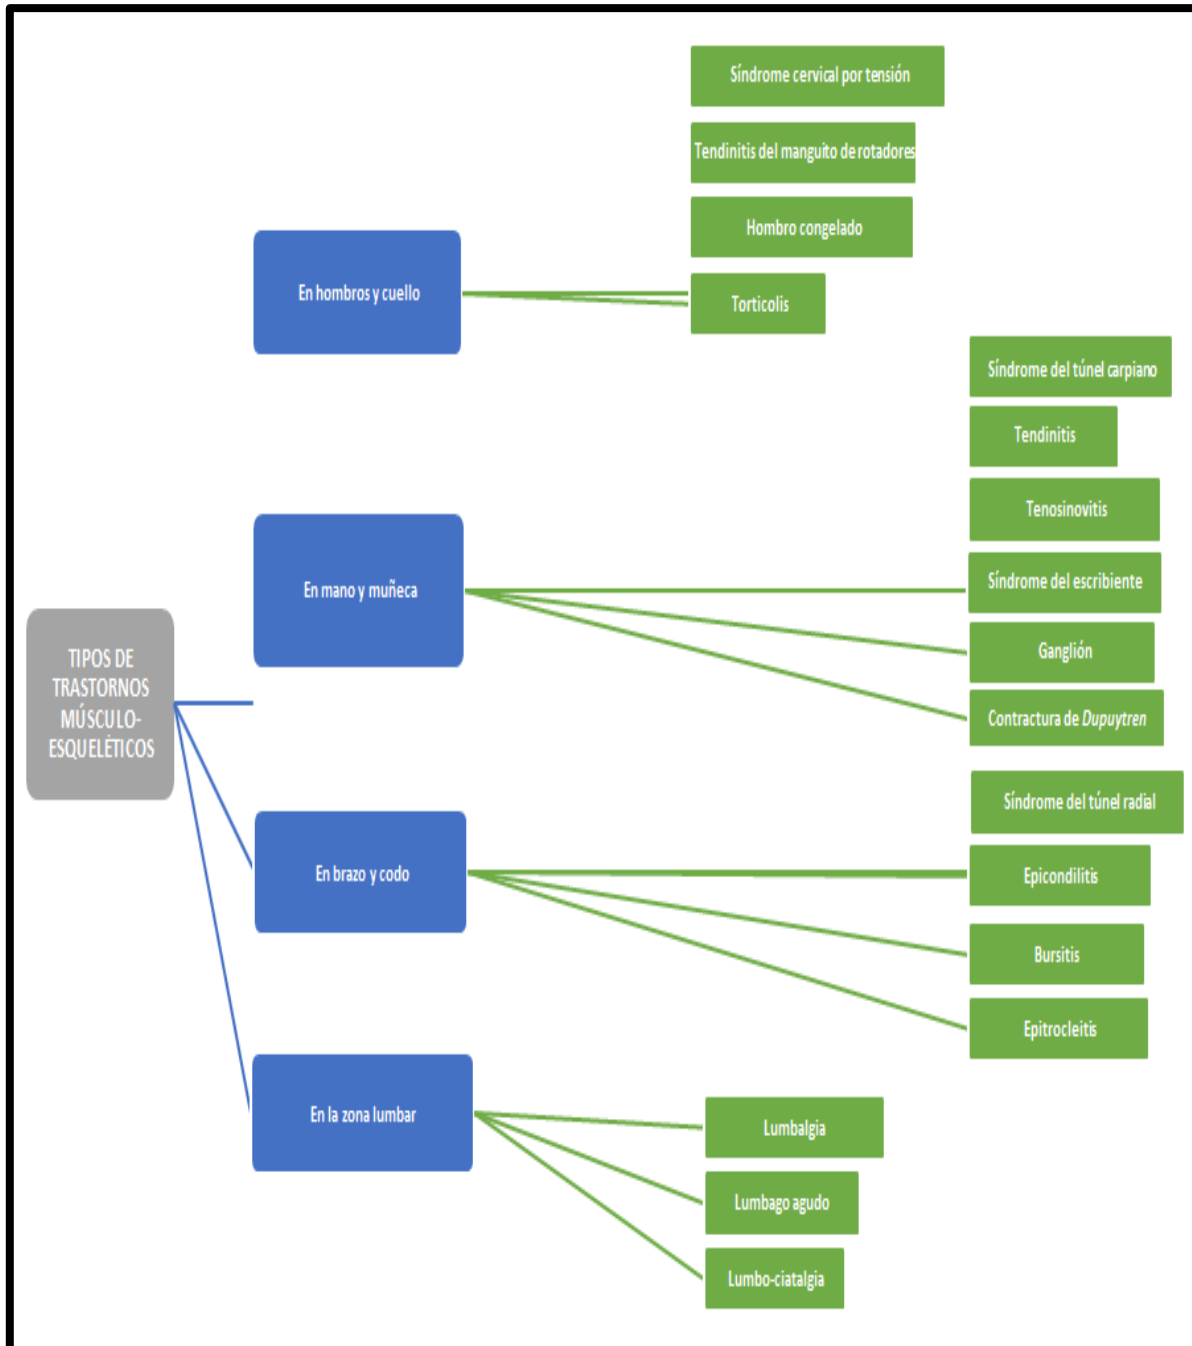 TIPOS DE
TRASTORNOS
MÚSCULO-
ESQUELÉTICOS
En hombros y cuello
Síndrome cervical por tensión
Tendinitis del manguito de rotadores
Hombro congelado
Torticolis
En mano y muñeca
Síndrome del túnel carpiano
Tendinitis
Tenosinovitis
Síndrome del escribiente
Ganglión
Contractura de Dupuytren
En brazo y codo
Síndrome del túnel radial
Epicondilitis
Bursitis
Epitrocleitis
En la zona lumbar
Lumbalgia
Lumbago agudo
Lumbo-ciatalgia